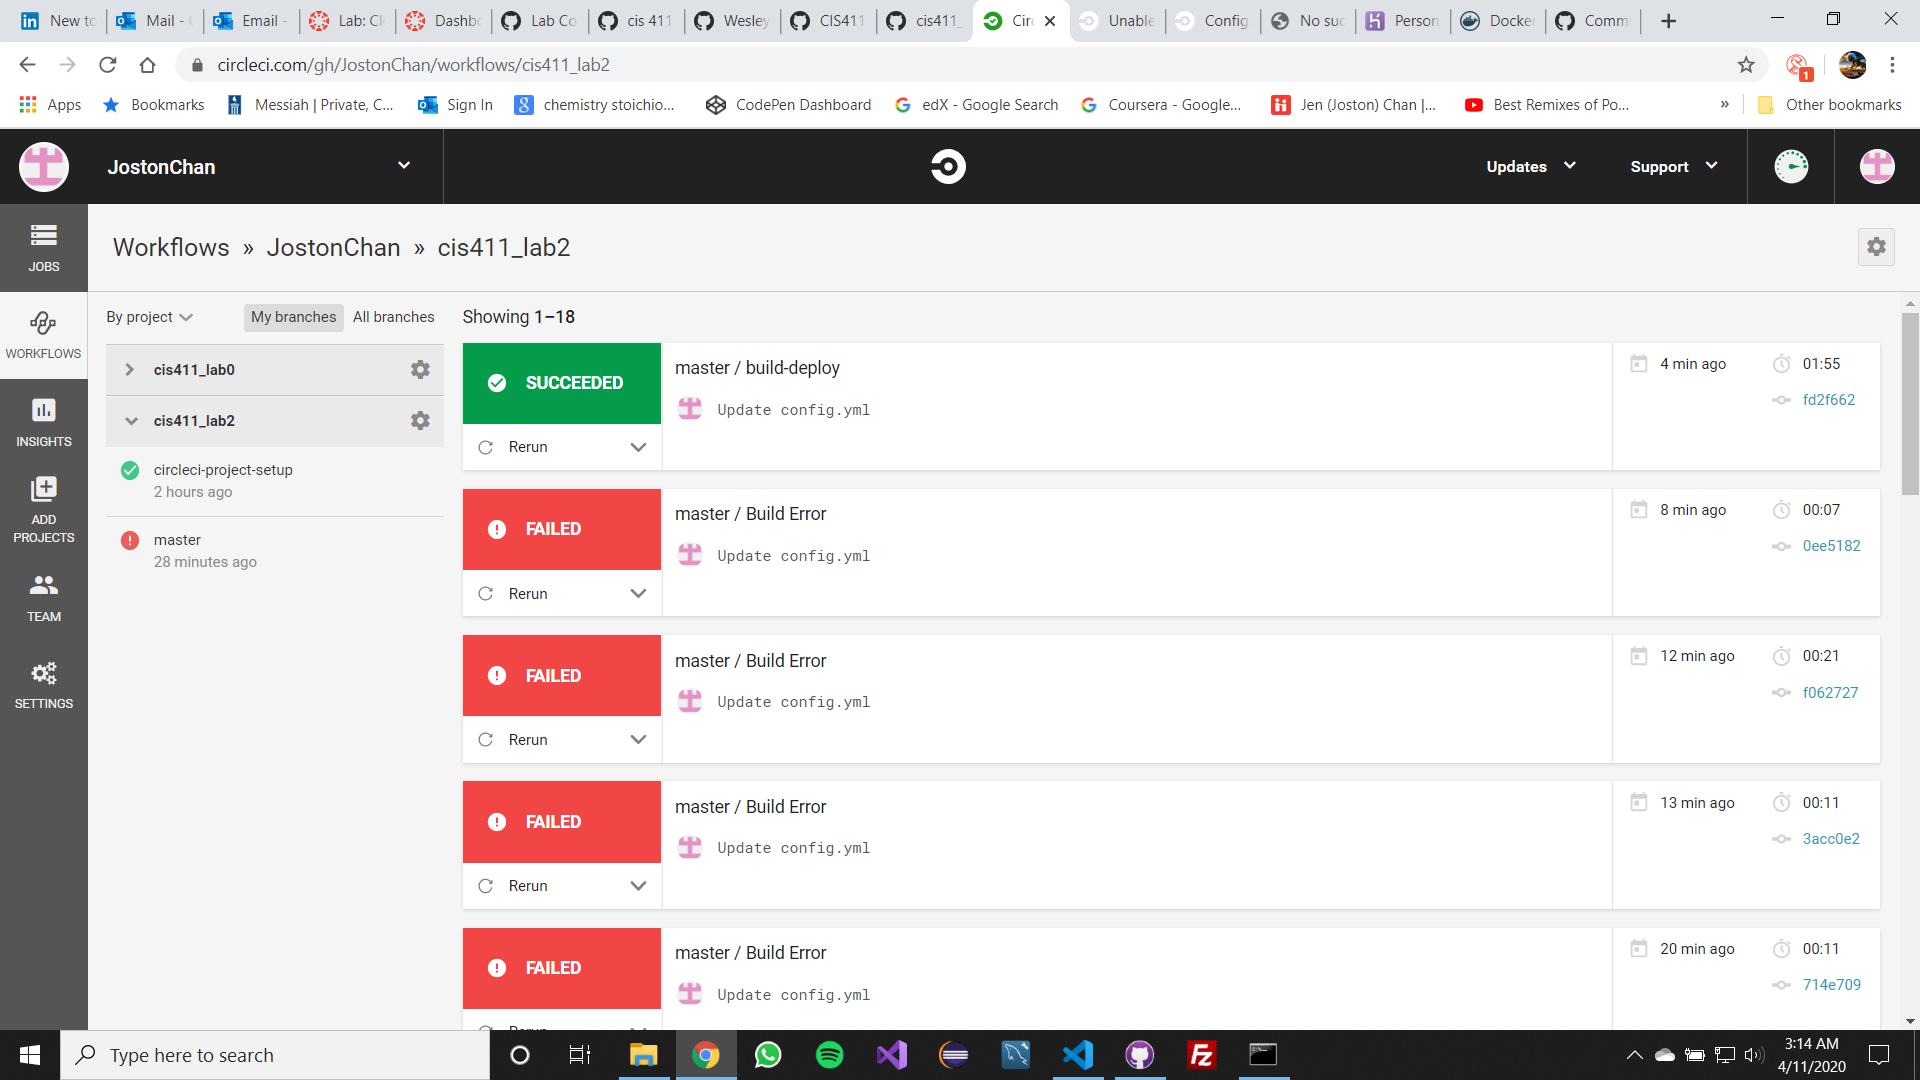 New to
Mail -
Email -
Lab: Cl
Dashb
Lab Co
cis 411
Wesley
CIS411
cis411_
Circ
Unable
Config
No suc
Person
Docker
Comm
circleci.com/gh/JostonChan/workflows/cis411_lab2
1
Apps
Bookmarks
Messiah | Private, C...
Sign In
chemistry stoichio...
CodePen Dashboard
edX - Google Search
Coursera - Google...
Jen (Joston) Chan |...
Best Remixes of Po...
»
Other bookmarks
JostonChan
Updates
Support
JOBS
WORKFLOWS
INSIGHTS
ADD
PROJECTS
TEAM
SETTINGS
Workflows » JostonChan » cis411_lab2
By project
My branches
All branches
cis411_lab0
cis411_lab2
circleci-project-setup
2 hours ago
master
28 minutes ago
Showing 1–18
SUCCEEDED
Rerun
master / build-deploy
Update config.yml
4 min ago
01:55
fd2f662
FAILED
Rerun
master / Build Error
Update config.yml
8 min ago
00:07
0ee5182
FAILED
Rerun
master / Build Error
Update config.yml
12 min ago
00:21
f062727
FAILED
Rerun
master / Build Error
Update config.yml
13 min ago
00:11
3acc0e2
FAILED
Rerun
master / Build Error
Update config.yml
20 min ago
00:11
714e709
Type here to search
Fz
3:14 AM
4/11/2020